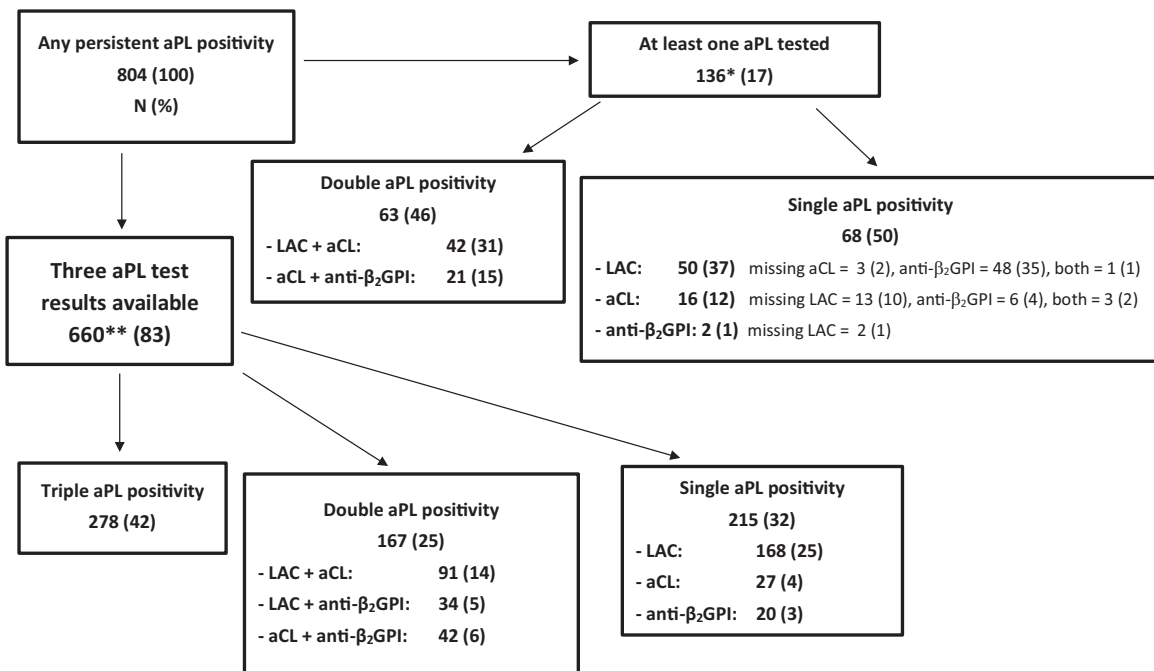 Any persistent aPL positivity
804 (100)
N (%)
At least one aPL tested
136* (17)
Double aPL positivity
63 (46)
- LAC + aCL: 42 (31)
- aCL + anti-β₂GPI: 21 (15)
Single aPL positivity
68 (50)
- LAC: 50 (37) missing aCL = 3 (2), anti-β₂GPI = 48 (35), both = 1 (1)
- aCL: 16 (12) missing LAC = 13 (10), anti-β₂GPI = 6 (4), both = 3 (2)
- anti-β₂GPI: 2 (1) missing LAC = 2 (1)
Three aPL test
results available
660** (83)
Triple aPL positivity
278 (42)
Double aPL positivity
167 (25)
- LAC + aCL: 91 (14)
- LAC + anti-β₂GPI: 34 (5)
- aCL + anti-β₂GPI: 42 (6)
Single aPL positivity
215 (32)
- LAC: 168 (25)
- aCL: 27 (4)
- anti-β₂GPI: 20 (3)